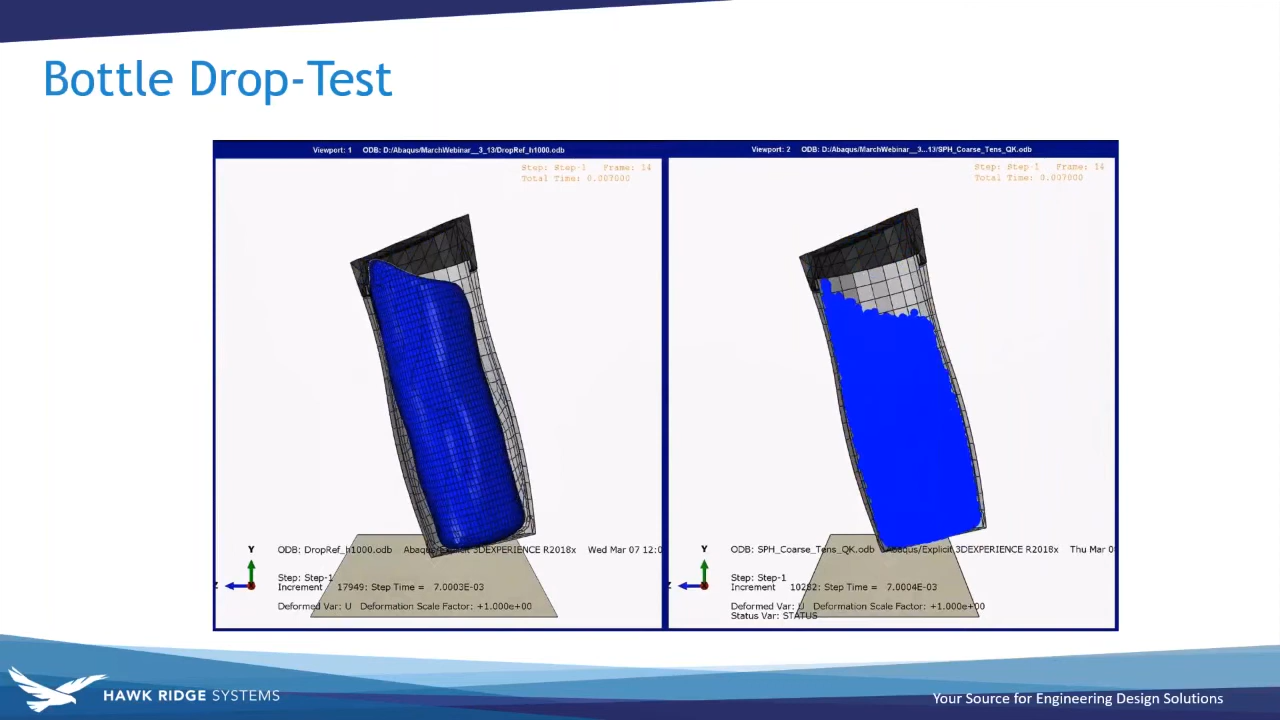 Bottle Drop-Test
Viewport: 1 ODB: D:/Abaqus/MarchWebinar__3_13/DropRef_h1000.odb
Step: Step-1 Frame: 14
Total Time: 0.007000
Y
ODB: DropRef_h1000.odb 3DEXPERIENCE R2018x Wed Mar 07 12:0
Step: Step-1
Increment 17949: Step Time = 7.0003E-03
Deformed Var: U Deformation Scale Factor: +1.000e+00
Viewport: 2 ODB: D:/Abaqus/MarchWebinar__3...13/SPH_Coarse_Tens_QK.odb
Step: Step-1 Frame: 14
Total Time: 0.007000
Y
ODB: SPH_Coarse_Tens_QK.odb Abaqus/Explicit 3DEXPERIENCE R2018x Thu Mar 0
Step: Step-1
Increment 10282: Step Time = 7.0004E-03
Deformed Var: U Deformation Scale Factor: +1.000e+00
Status Var: STATUS
HAWK RIDGE SYSTEMS
Your Source for Engineering Design Solutions